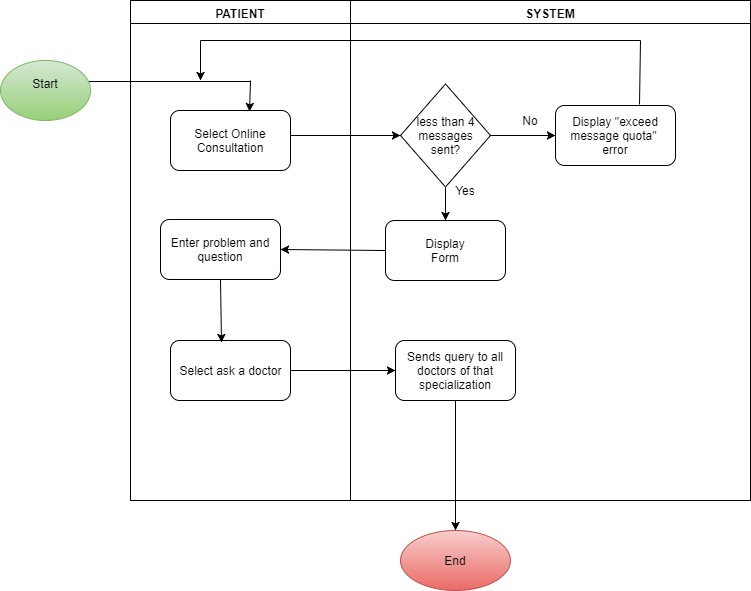 PATIENT
SYSTEM
Start
Select Online
Consultation
less than 4
messages
sent?
No
Display "exceed
message quota"
error
Yes
Enter problem and
question
Display
Form
Select ask a doctor
Sends query to all
doctors of that
specialization
End